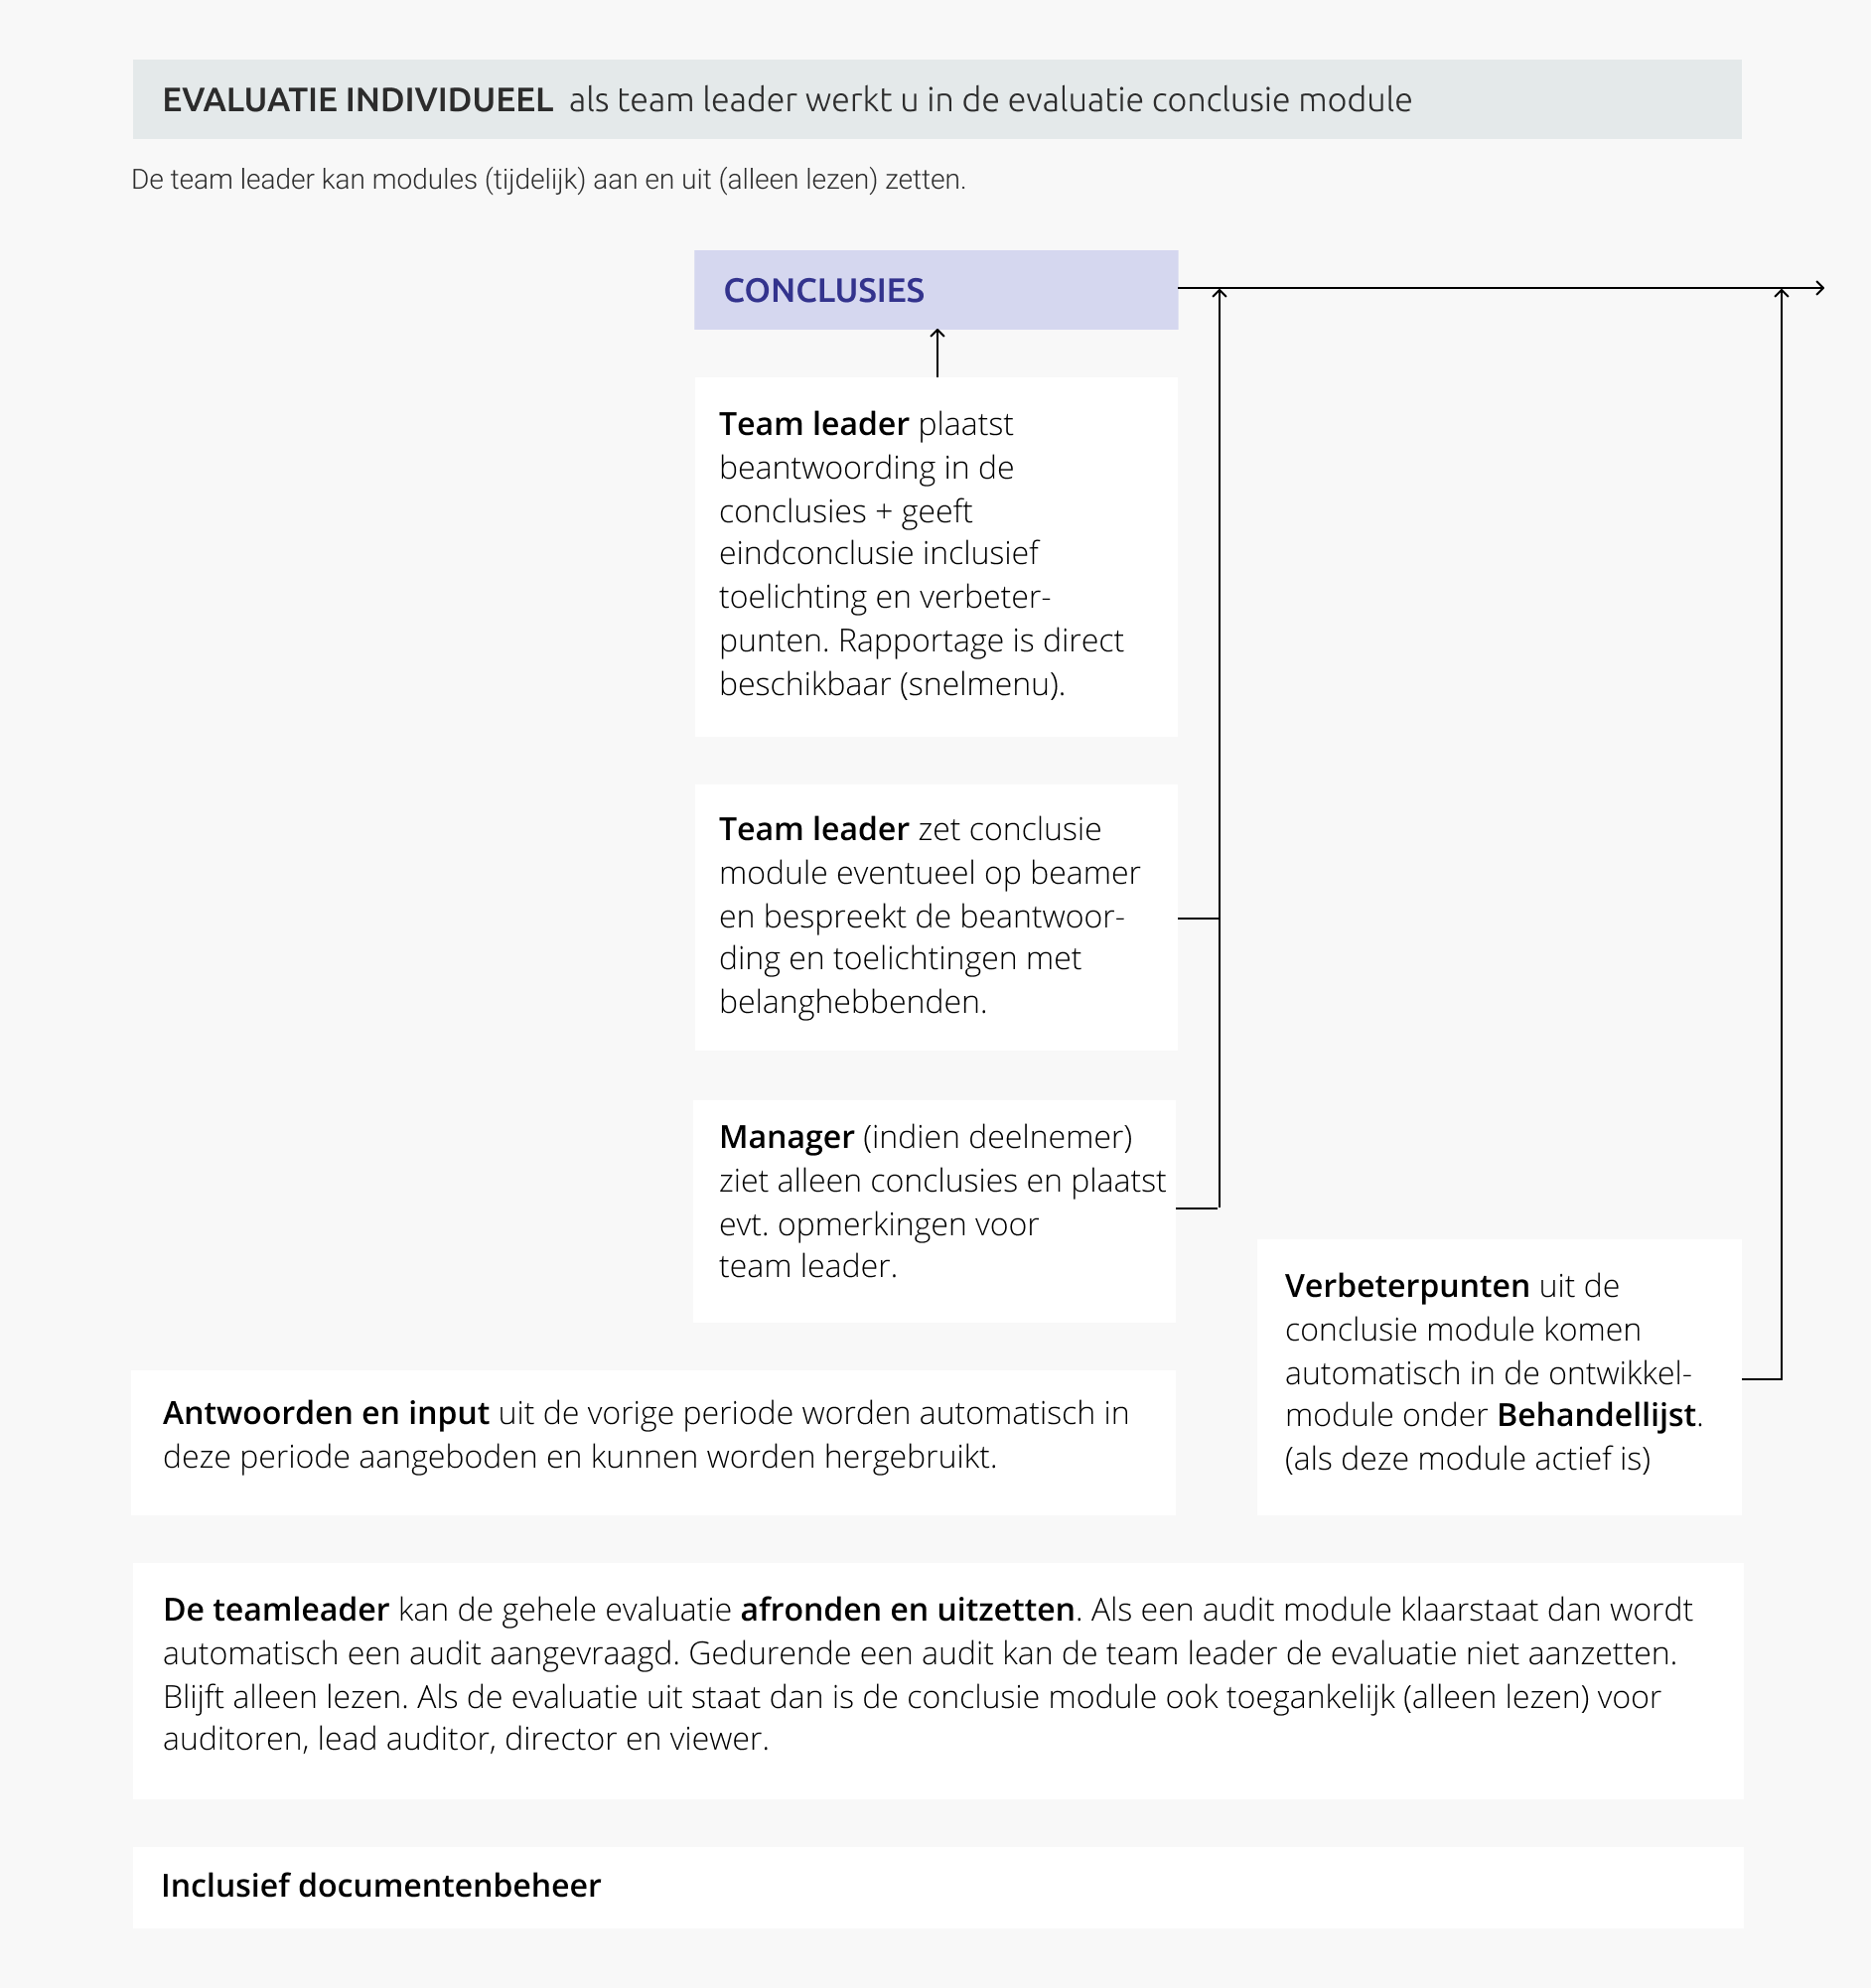 EVALUATIE INDIVIDUEEL als team leader werkt u in de evaluatie conclusie module
De team leader kan modules (tijdelijk) aan en uit (alleen lezen) zetten.
CONCLUSIES
Team leader plaatst
beantwoording in de
conclusies + geeft
eindconclusie inclusief
toelichting en verbeter-
punten. Rapportage is direct
beschikbaar (snelmenu).
Team leader zet conclusie
module eventueel op beamer
en bespreekt de beantwoor-
ding en toelichtingen met
belanghebbenden.
Manager (indien deelnemer)
ziet alleen conclusies en plaatst
evt. opmerkingen voor
team leader.
Verbeterpunten uit de
conclusie module komen
automatisch in de ontwikkel-
module onder Behandellijst.
(als deze module actief is)
Antwoorden en input uit de vorige periode worden automatisch in
deze periode aangeboden en kunnen worden hergebruikt.
De teamleader kan de gehele evaluatie afronden en uitzetten. Als een audit module klaarstaat dan wordt
automatisch een audit aangevraagd. Gedurende een audit kan de team leader de evaluatie niet aanzetten.
Blijft alleen lezen. Als de evaluatie uit staat dan is de conclusie module ook toegankelijk (alleen lezen) voor
auditoren, lead auditor, director en viewer.
Inclusief documentenbeheer